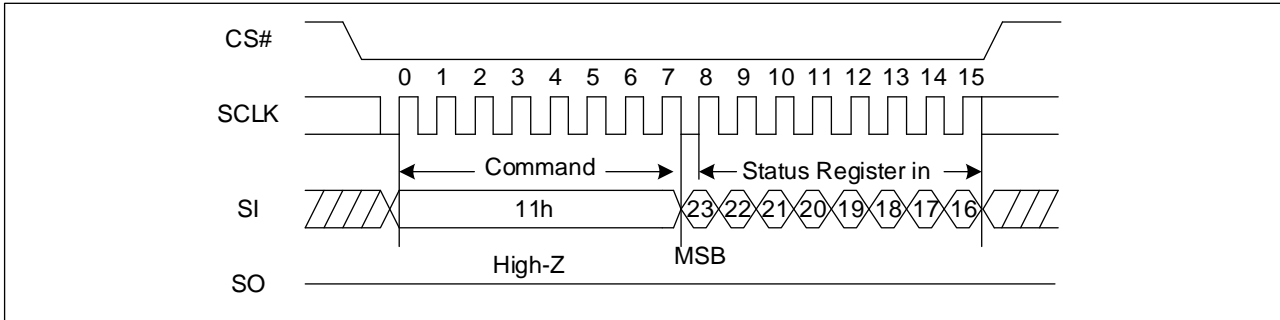 CS#
0 1 2 3 4 5 6 7 8 9 10 11 12 13 14 15
SCLK
Command Status Register in
SI 11h 23 22 21 20 19 18 17 16
High-Z MSB
SO